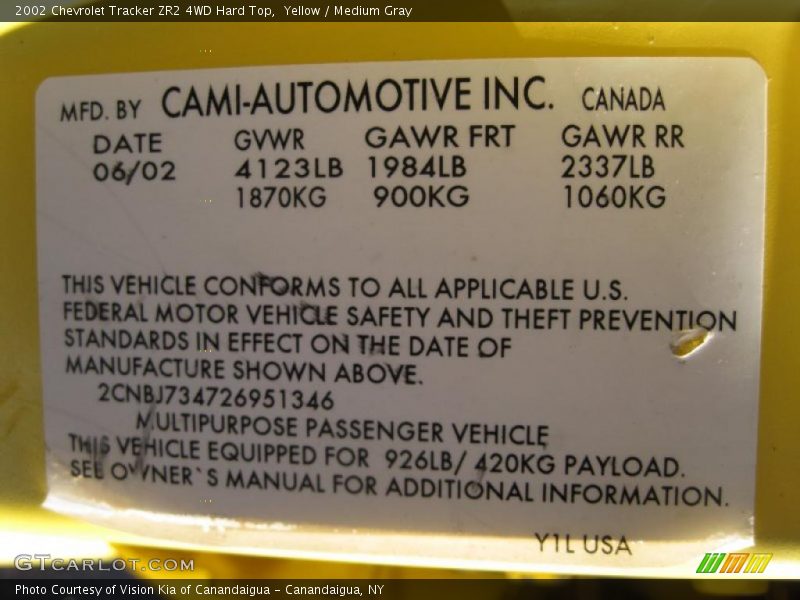 2002 Chevrolet Tracker ZR2 4WD Hard Top,  Yellow / Medium Gray
MFD. BY CAMI-AUTOMOTIVE INC. CANADA
DATE GVWR GAWR FRT GAWR RR
06/02 4123LB 1984LB 2337LB
1870KG 900KG 1060KG
THIS VEHICLE CONFORMS TO ALL APPLICABLE U.S.
FEDERAL MOTOR VEHICLE SAFETY AND THEFT PREVENTION
STANDARDS IN EFFECT ON THE DATE OF
MANUFACTURE SHOWN ABOVE.
2CNBJ734726951346
MULTIPURPOSE PASSENGER VEHICLE
THIS VEHICLE EQUIPPED FOR 926LB/ 420KG PAYLOAD.
SEE OWNER`S MANUAL FOR ADDITIONAL INFORMATION.
Y1L USA
GTCARLOT.COM
Photo Courtesy of Vision Kia of Canandaigua - Canandaigua, NY